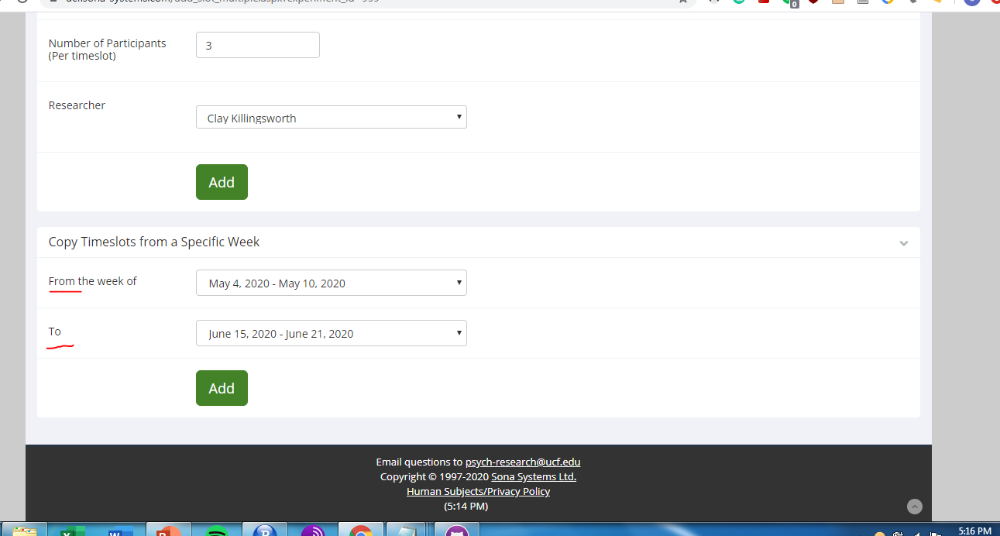 Number of Participants
(Per timeslot)
3
Researcher
Clay Killingsworth
Add
Copy Timeslots from a Specific Week
From the week of
May 4, 2020 - May 10, 2020
To
June 15, 2020 - June 21, 2020
Add
Email questions to psych-research@ucf.edu
Copyright © 1997-2020 Sona Systems Ltd.
Human Subjects/Privacy Policy
(5:14 PM)
5:16 PM